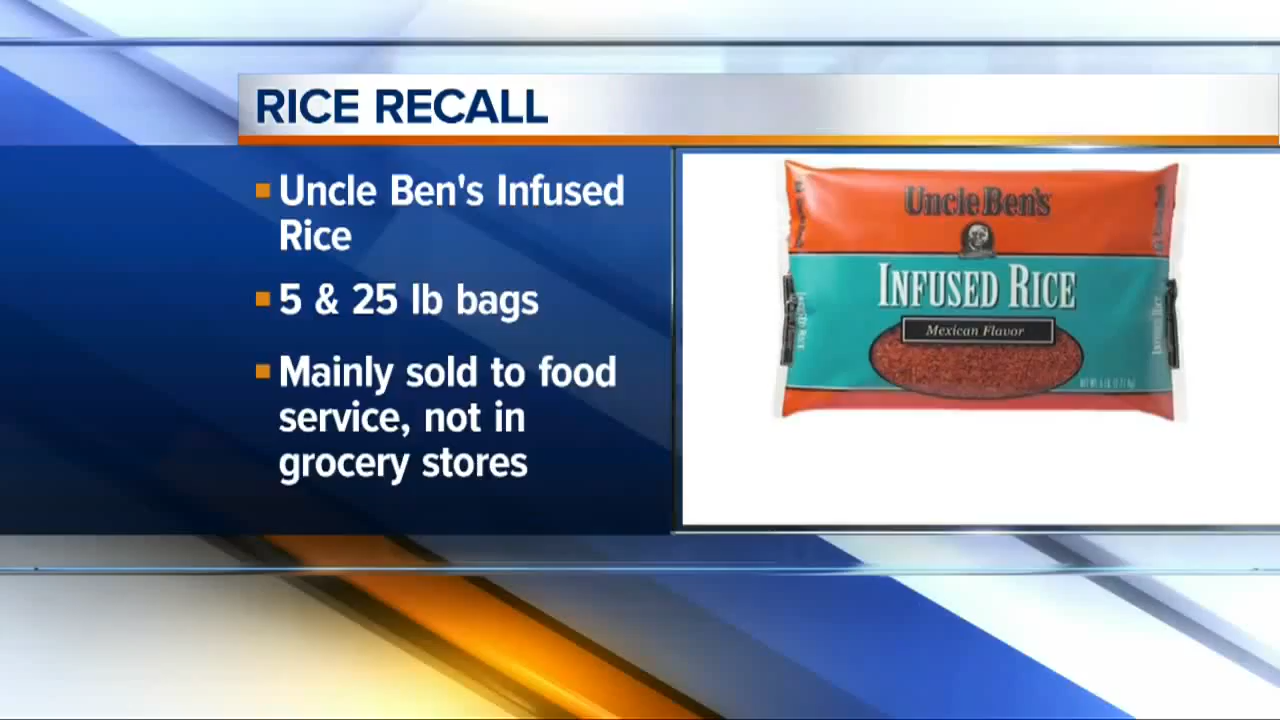 RICE RECALL
Uncle Ben's Infused
Rice
5 & 25 lb bags
Mainly sold to food
service, not in
grocery stores
Uncle Ben's
INFUSED RICE
Mexican Flavor